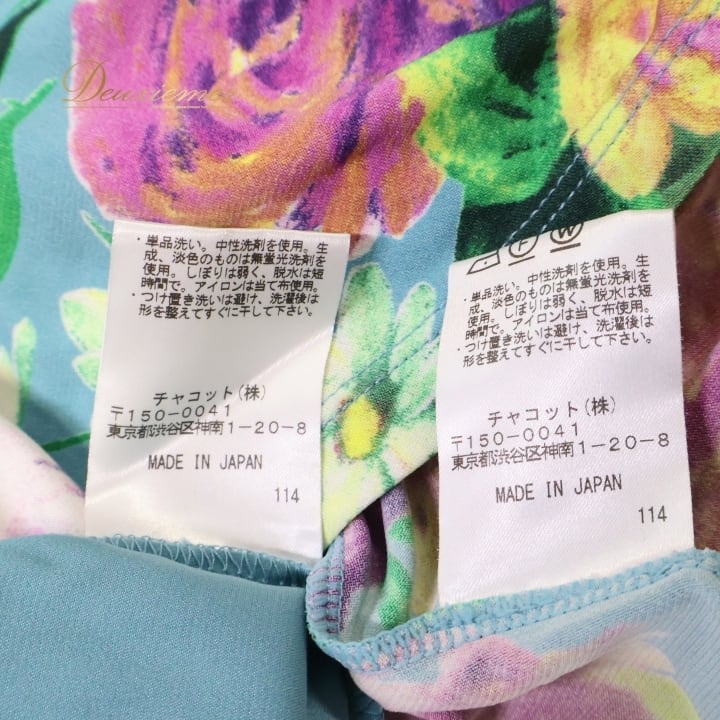 Deuxieme
・単品洗い。中性洗剤を使用。生
成、淡色のものは無蛍光洗剤を
使用。しぼりは弱く、脱水は短
時間で。アイロンは当て布使用。
・つけ置き洗いは避け、洗濯後は
形を整えてすぐに干して下さい。
チャコット(株)
〒150-0041
東京都渋谷区神南1-20-8
MADE IN JAPAN
114
F W
・単品洗い。中性洗剤を使用。生
成、淡色のものは無蛍光洗剤を
使用。しぼりは弱く、脱水は短
時間で。アイロンは当て布使用。
・つけ置き洗いは避け、洗濯後は
形を整えてすぐに干して下さい。
チャコット(株)
〒150-0041
東京都渋谷区神南1-20-8
MADE IN JAPAN
114